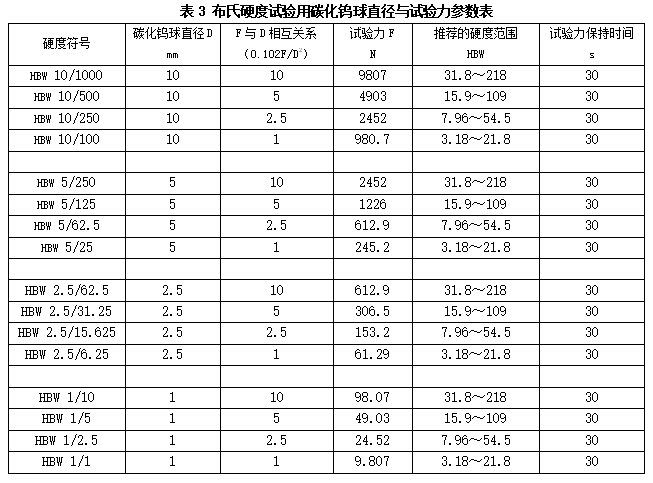 表 3 布氏硬度试验用碳化钨球直径与试验力参数表
硬度符号 碳化钨球直径D mm F 与 D 相互关系 (0.102F/D²) 试验力 F N 推荐的硬度范围 HBW 试验力保持时间 s
HBW 10/1000 10 10 9807 31.8～218 30
HBW 10/500 10 5 4903 15.9～109 30
HBW 10/250 10 2.5 2452 7.96～54.5 30
HBW 10/100 10 1 980.7 3.18～21.8 30
HBW 5/250 5 10 2452 31.8～218 30
HBW 5/125 5 5 1226 15.9～109 30
HBW 5/62.5 5 2.5 612.9 7.96～54.5 30
HBW 5/25 5 1 245.2 3.18～21.8 30
HBW 2.5/62.5 2.5 10 612.9 31.8～218 30
HBW 2.5/31.25 2.5 5 306.5 15.9～109 30
HBW 2.5/15.625 2.5 2.5 153.2 7.96～54.5 30
HBW 2.5/6.25 2.5 1 61.29 3.18～21.8 30
HBW 1/10 1 10 98.07 31.8～218 30
HBW 1/5 1 5 49.03 15.9～109 30
HBW 1/2.5 1 2.5 24.52 7.96～54.5 30
HBW 1/1 1 1 9.807 3.18～21.8 30